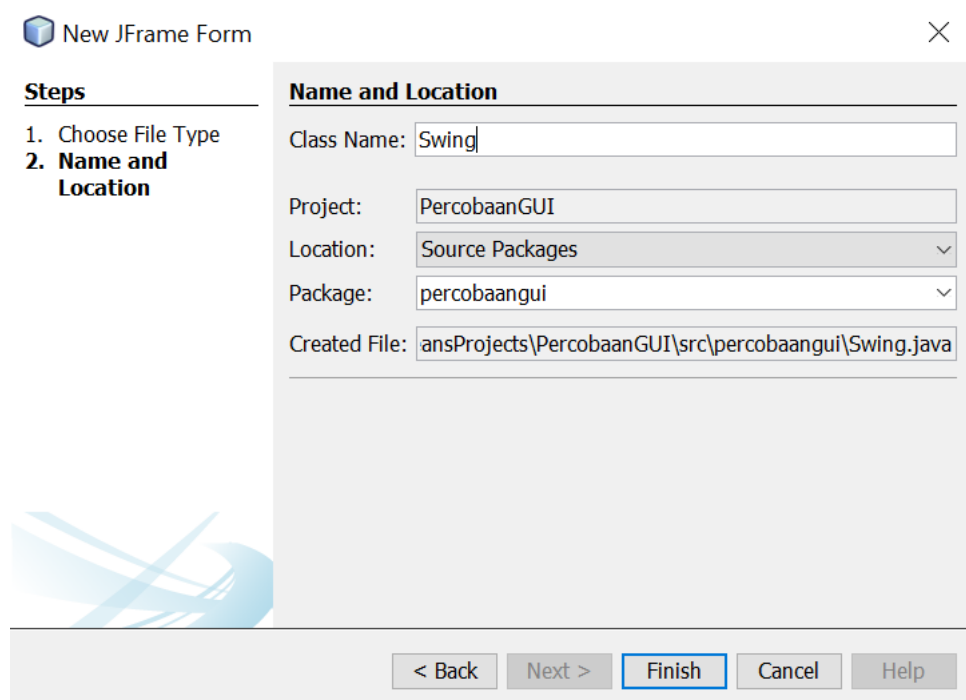 New JFrame Form
Steps
1. Choose File Type
2. Name and
Location
Name and Location
Class Name: Swing
Project: PercobaanGUI
Location: Source Packages
Package: percobaangui
Created File: ansProjects\PercobaanGUI\src\percobaangui\Swing.java
< Back Next > Finish Cancel Help